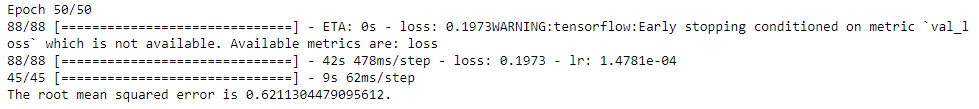 Epoch 50/50
88/88 [==============================] - ETA: 0s - loss: 0.1973WARNING:tensorflow:Early stopping conditioned on metric `val_l
oss` which is not available. Available metrics are: loss
88/88 [==============================] - 42s 478ms/step - loss: 0.1973 - lr: 1.4781e-04
45/45 [==============================] - 9s 62ms/step
The root mean squared error is 0.6211304479095612.